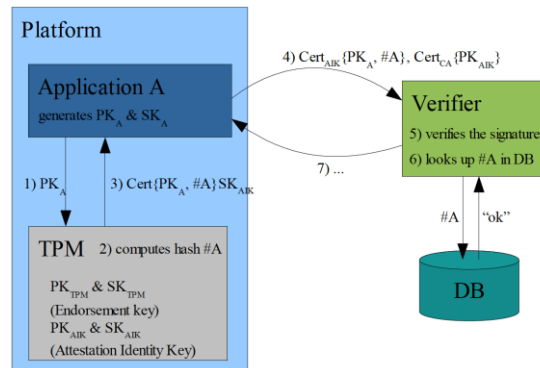 Platform
Application A
generates PK_A & SK_A
1) PK_A
3) Cert{PK_A, #A}SK_AIK
TPM 2) computes hash #A
PK_TPM & SK_TPM
(Endorsement key)
PK_AIK & SK_AIK
(Attestation Identity Key)
4) Cert_AIK{PK_A, #A}, Cert_CA{PK_AIK}
7) ...
Verifier
5) verifies the signature
6) looks up #A in DB
#A
“ok”
DB